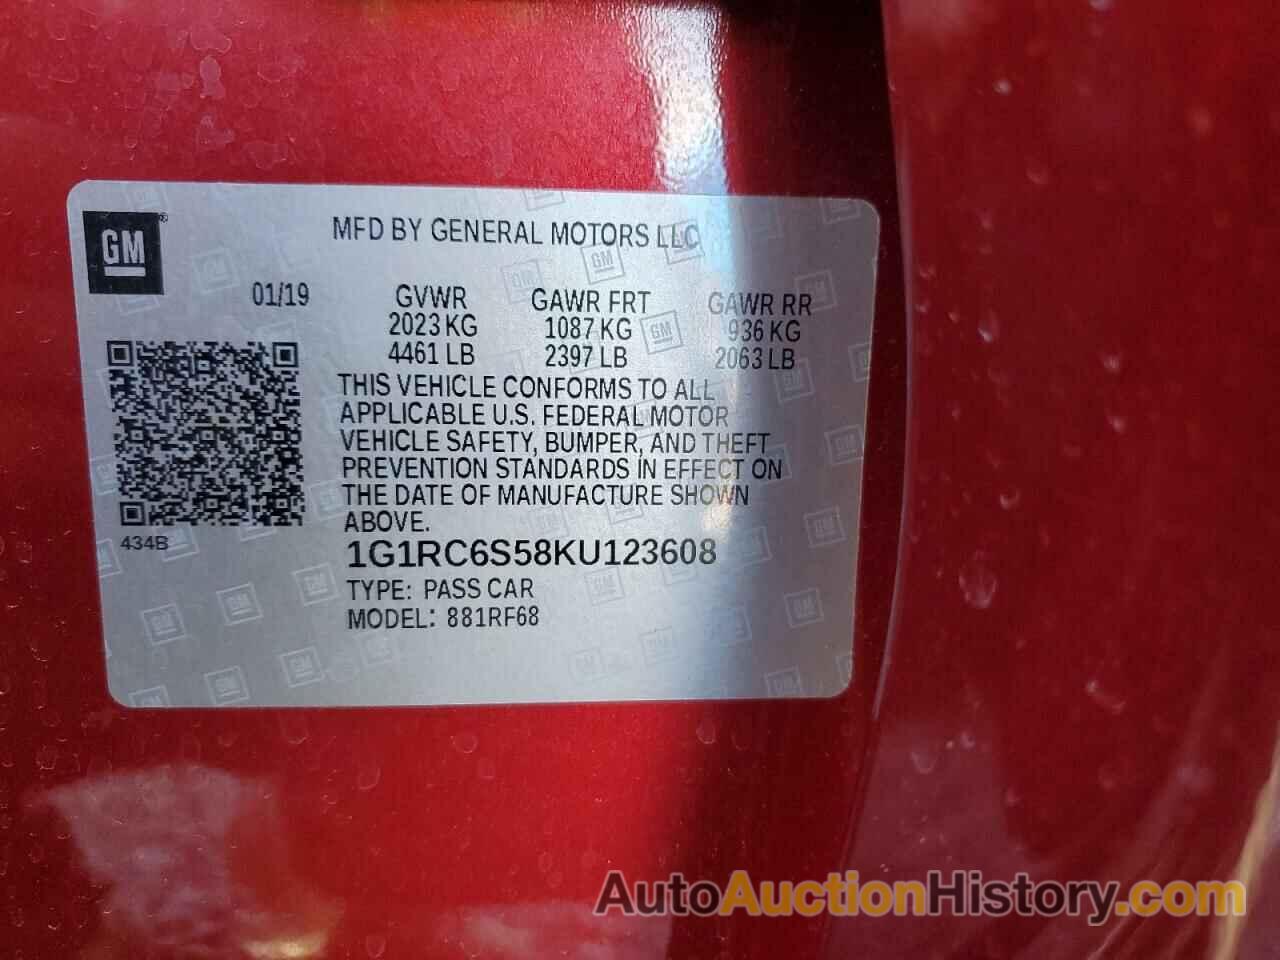 GM ®
MFD BY GENERAL MOTORS LLC
01/19 GVWR GAWR FRT GAWR RR
2023 KG 1087 KG 936 KG
4461 LB 2397 LB 2063 LB
THIS VEHICLE CONFORMS TO ALL
APPLICABLE U.S. FEDERAL MOTOR
VEHICLE SAFETY, BUMPER, AND THEFT
PREVENTION STANDARDS IN EFFECT ON
THE DATE OF MANUFACTURE SHOWN
ABOVE.
434B
1G1RC6S58KU123608
TYPE: PASS CAR
MODEL: 881RF68
AutoAuctionHistory.com